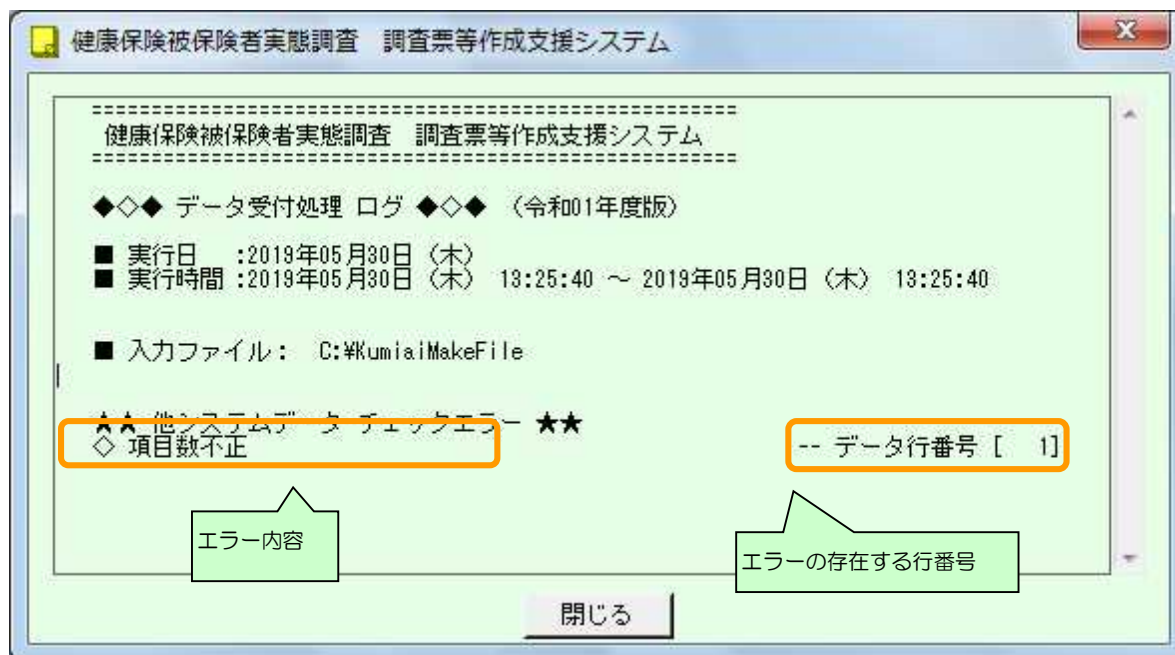 健康保険被保険者実態調査　調査票等作成支援システム
=====================================================
健康保険被保険者実態調査　調査票等作成支援システム
=====================================================
◆◇◆ データ受付処理 ログ ◆◇◆ （令和01年度版）
■ 実行日　:2019年05月30日（木）
■ 実行時間:2019年05月30日（木） 13:25:40 ～ 2019年05月30日（木） 13:25:40
■ 入力ファイル： C:¥KumiaiMakeFile
★★ 他システムデータ チェックエラー ★★
◇ 項目数不正 -- データ行番号 [ 1]
エラー内容
エラーの存在する行番号
閉じる